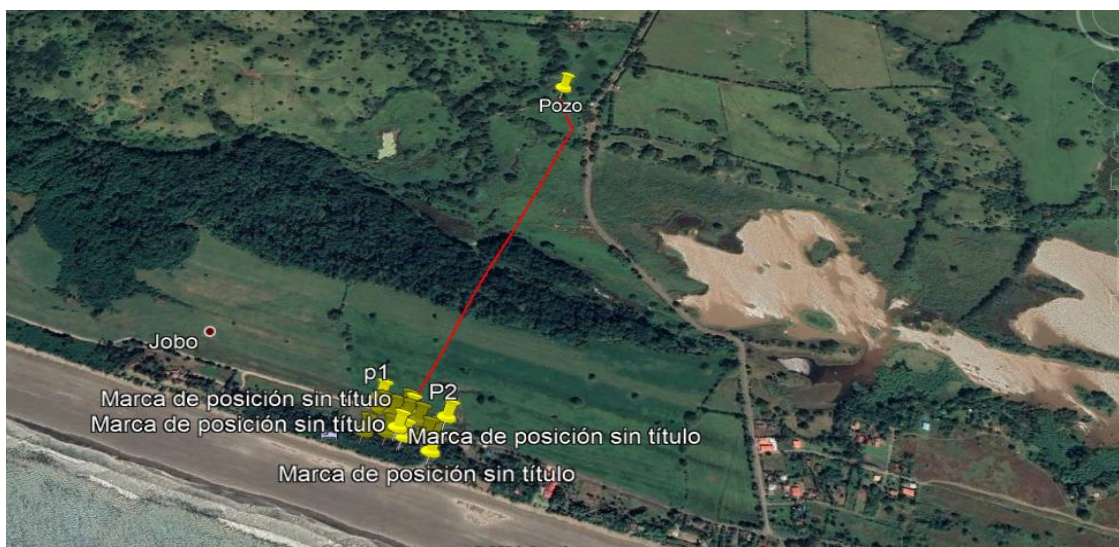 Pozo
Jobo
p1
P2
Marca de posición sin título
Marca de posición sin título
Marca de posición sin título
Marca de posición sin título